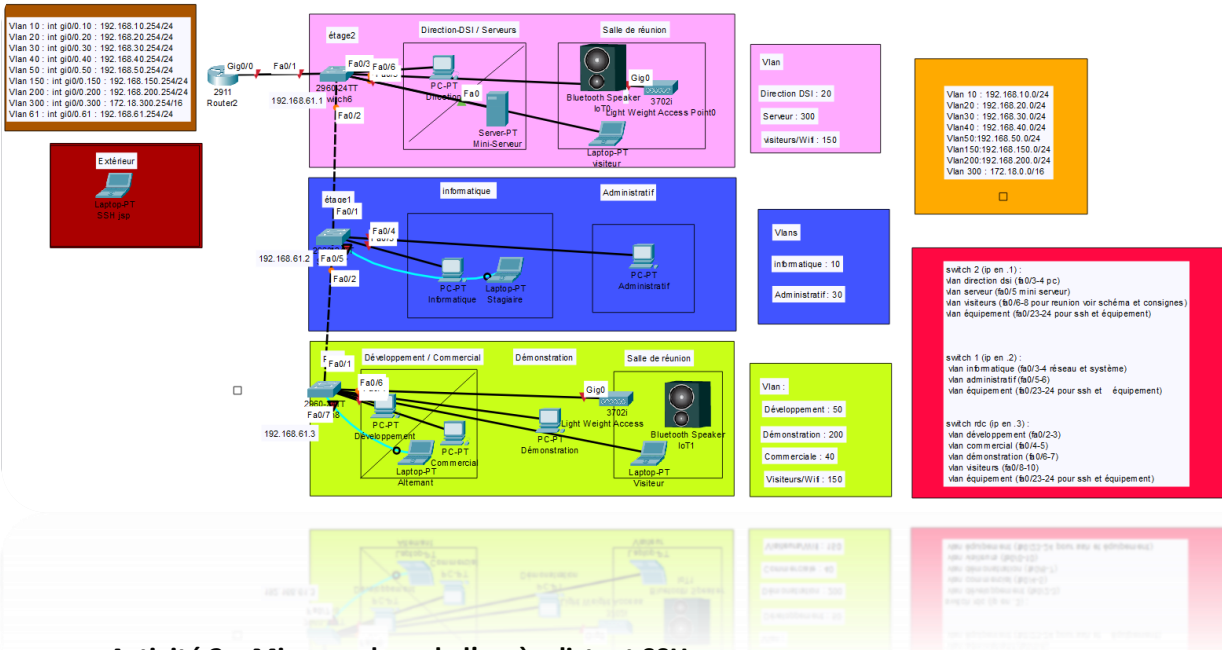 Vlan 10 : int gi0/0.10 : 192.168.10.254/24
Vlan 20 : int gi0/0.20 : 192.168.20.254/24
Vlan 30 : int gi0/0.30 : 192.168.30.254/24
Vlan 40 : int gi0/0.40 : 192.168.40.254/24
Vlan 50 : int gi0/0.50 : 192.168.50.254/24
Vlan 150 : int gi0/0.150 : 192.168.150.254/24
Vlan 200 : int gi0/0.200 : 192.168.200.254/24
Vlan 300 : int gi0/0.300 : 172.18.300.254/16
Vlan 61 : int gi0/0.61 : 192.168.61.254/24
Extérieur
Laptop-PT
SSH-jsp
Gig0/0
Fa0/1
2911
Router2
étage2
Direction-DSI / Serveurs
Salle de réunion
Fa0/3
Fa0/6
2960-24TT
192.168.61.1
Fa0/2
PC-PT
Direction
Fa0
Server-PT
Mini-Serveur
Gig0
Bluetooth Speaker
IoT0
3702i
Light Weight Access Point0
Laptop-PT
visiteur
Vlan
Direction DSI : 20
Serveur : 300
visiteurs/Wifi : 150
Vlan 10 : 192.168.10.0/24
Vlan20 : 192.168.20.0/24
Vlan30 : 192.168.30.0/24
Vlan40 : 192.168.40.0/24
Vlan50:192.168.50.0/24
Vlan150:192.168.150.0/24
Vlan200:192.168.200.0/24
Vlan 300 : 172.18.0.0/16
étage1
informatique
Administratif
Fa0/1
Fa0/4
192.168.61.2
Fa0/5
Fa0/2
PC-PT
Informatique
Laptop-PT
Stagiaire
PC-PT
Administratif
Vlans
informatique : 10
Administratif : 30
switch 2 (ip en .1) :
vlan direction dsi (fa0/3-4 pc)
vlan serveur (fa0/5 mini serveur)
vlan visiteurs (fa0/6-8 pour reunion voir schéma et consignes)
vlan équipement (fa0/23-24 pour ssh et équipement)
switch 1 (ip en .2) :
vlan informatique (fa0/3-4 réseau et système)
vlan administratif (fa0/5-6)
vlan équipement (fa0/23-24 pour ssh et équipement)
switch rdc (ip en .3) :
vlan développement (fa0/2-3)
vlan commercial (fa0/4-5)
vlan démonstration (fa0/6-7)
vlan visiteurs (fa0/8-10)
vlan équipement (fa0/23-24 pour ssh et équipement)
Développement / Commercial
Démonstration
Salle de réunion
Fa0/1
Fa0/6
Fa0/7
192.168.61.3
PC-PT
Développement
PC-PT
Commercial
Laptop-PT
Alternant
Gig0
3702i
Light Weight Access
PC-PT
Démonstration
Bluetooth Speaker
IoT1
Laptop-PT
Visiteur
Vlan :
Développement : 50
Démonstration : 200
Commerciale : 40
Visiteurs/Wifi : 150